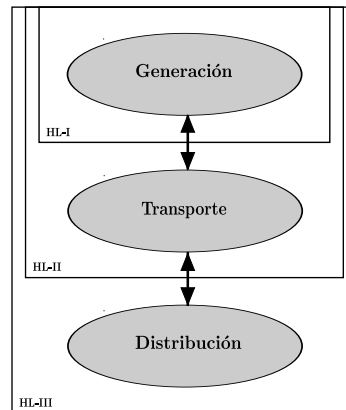 Generación
HL-I
Transporte
HL-II
Distribución
HL-III